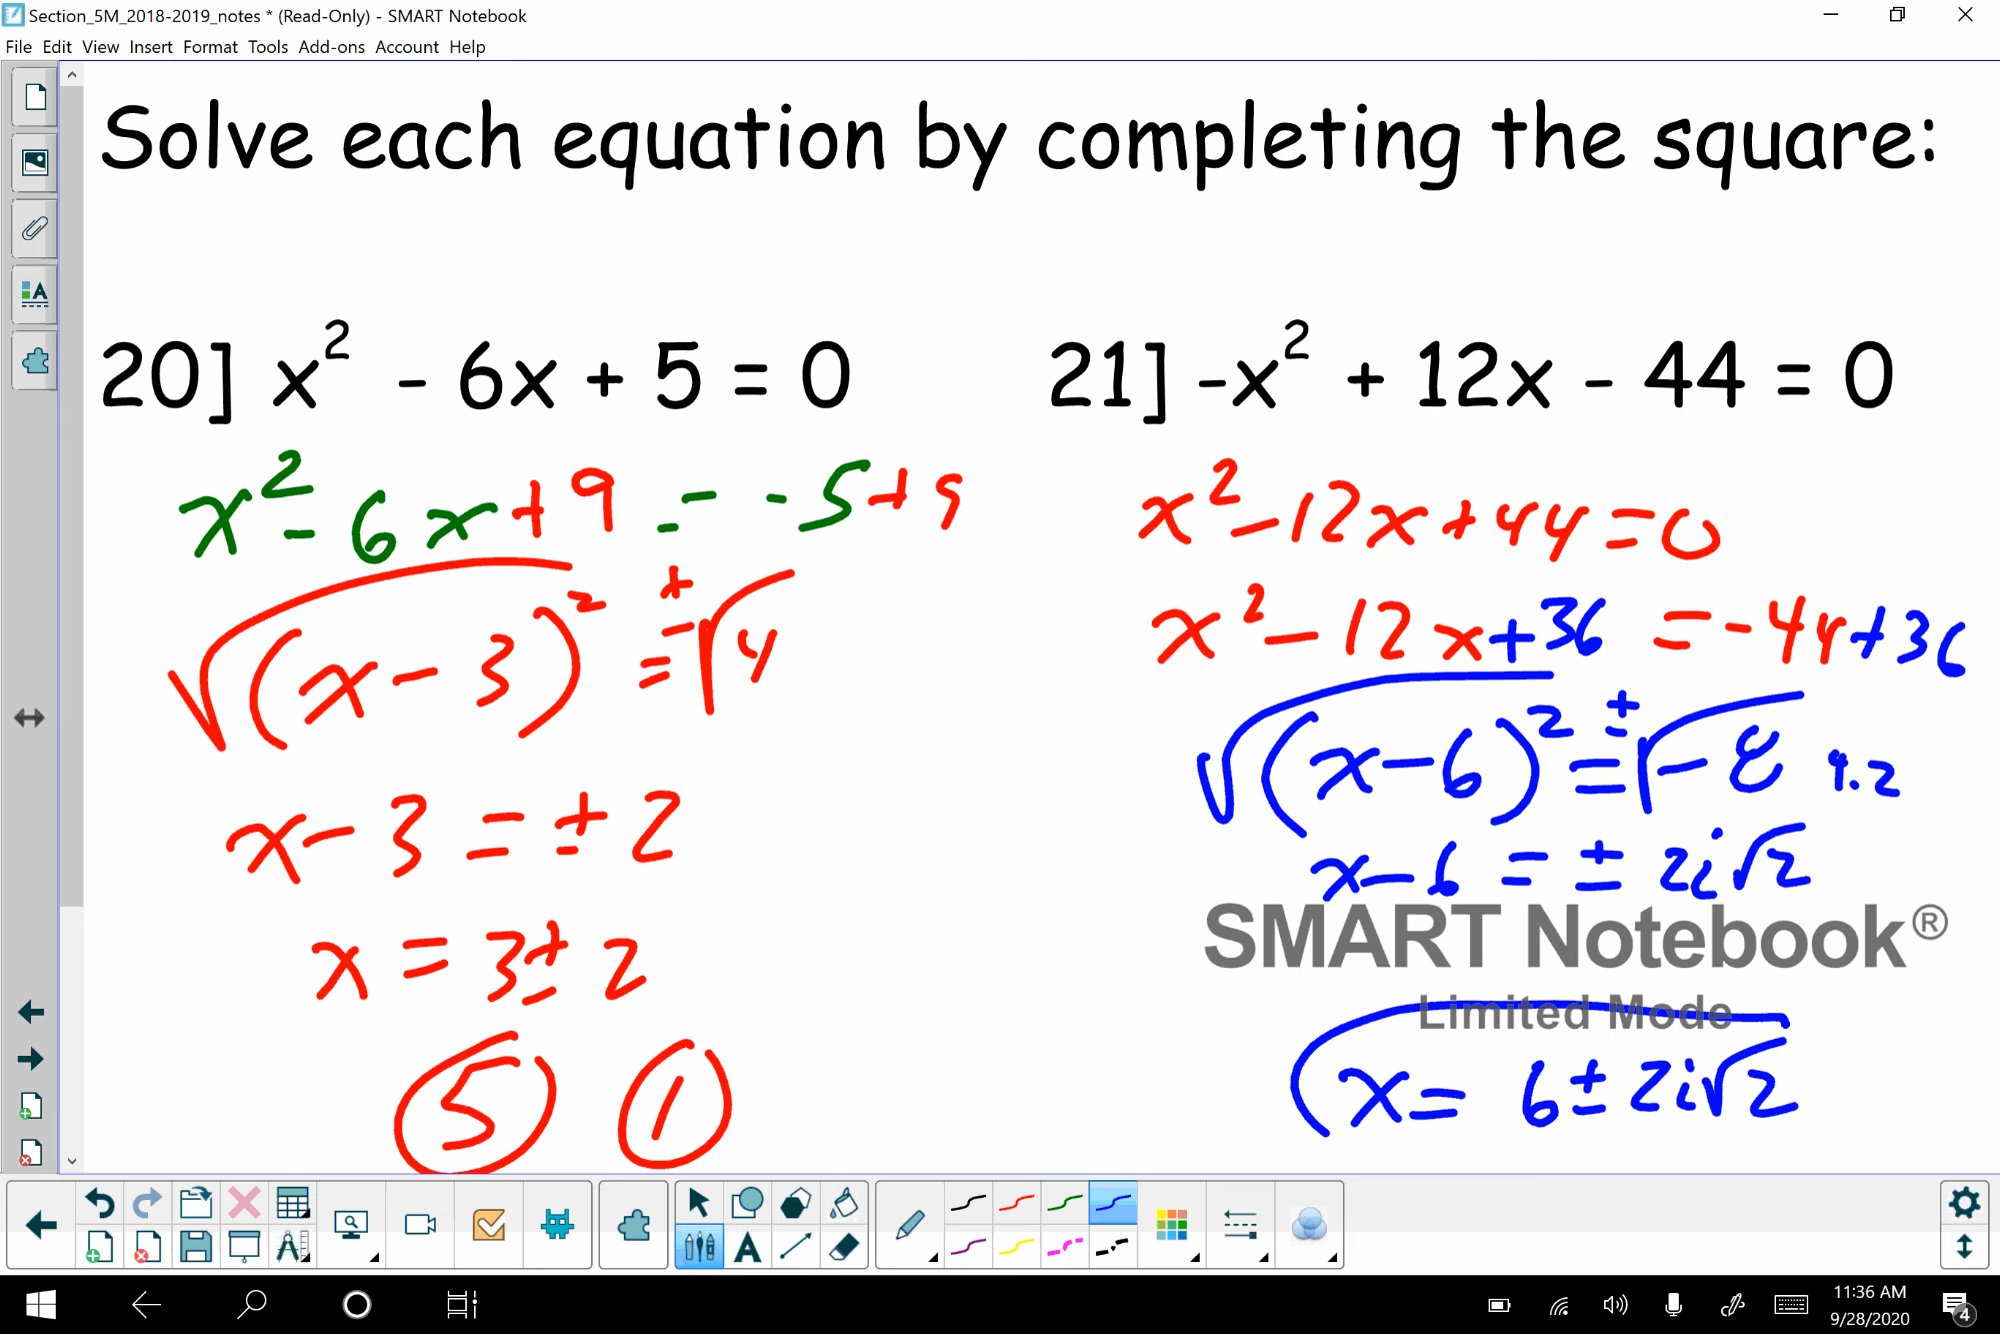 Section_5M_2018-2019_notes * (Read-Only) - SMART Notebook
File Edit View Insert Format Tools Add-ons Account Help
Solve each equation by completing the square:
20] x² - 6x + 5 = 0
x² - 6x + 9 = -5 + 9
√(x - 3)² = ±√4
x - 3 = ± 2
x = 3 ± 2
5 1
21] -x² + 12x - 44 = 0
x² - 12x + 44 = 0
x² - 12x + 36 = -44 + 36
√(x - 6)² = ±√-8 4.2
x - 6 = ± 2i√2
SMART Notebook®
Limited Mode
x = 6 ± 2i√2
A
A
11:36 AM
9/28/2020
4